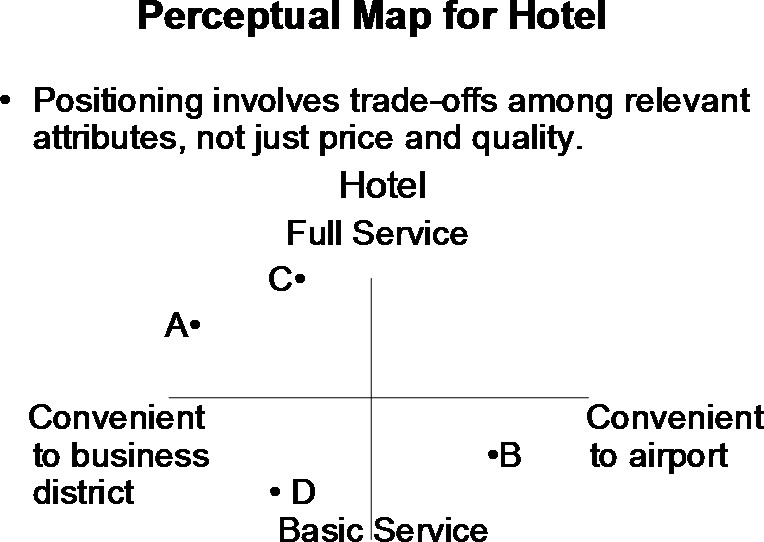 Perceptual Map for Hotel
• Positioning involves trade-offs among relevant
attributes, not just price and quality.
Hotel
Full Service
C•
A•
Convenient
to business
district
Convenient
to airport
•B
• D
Basic Service